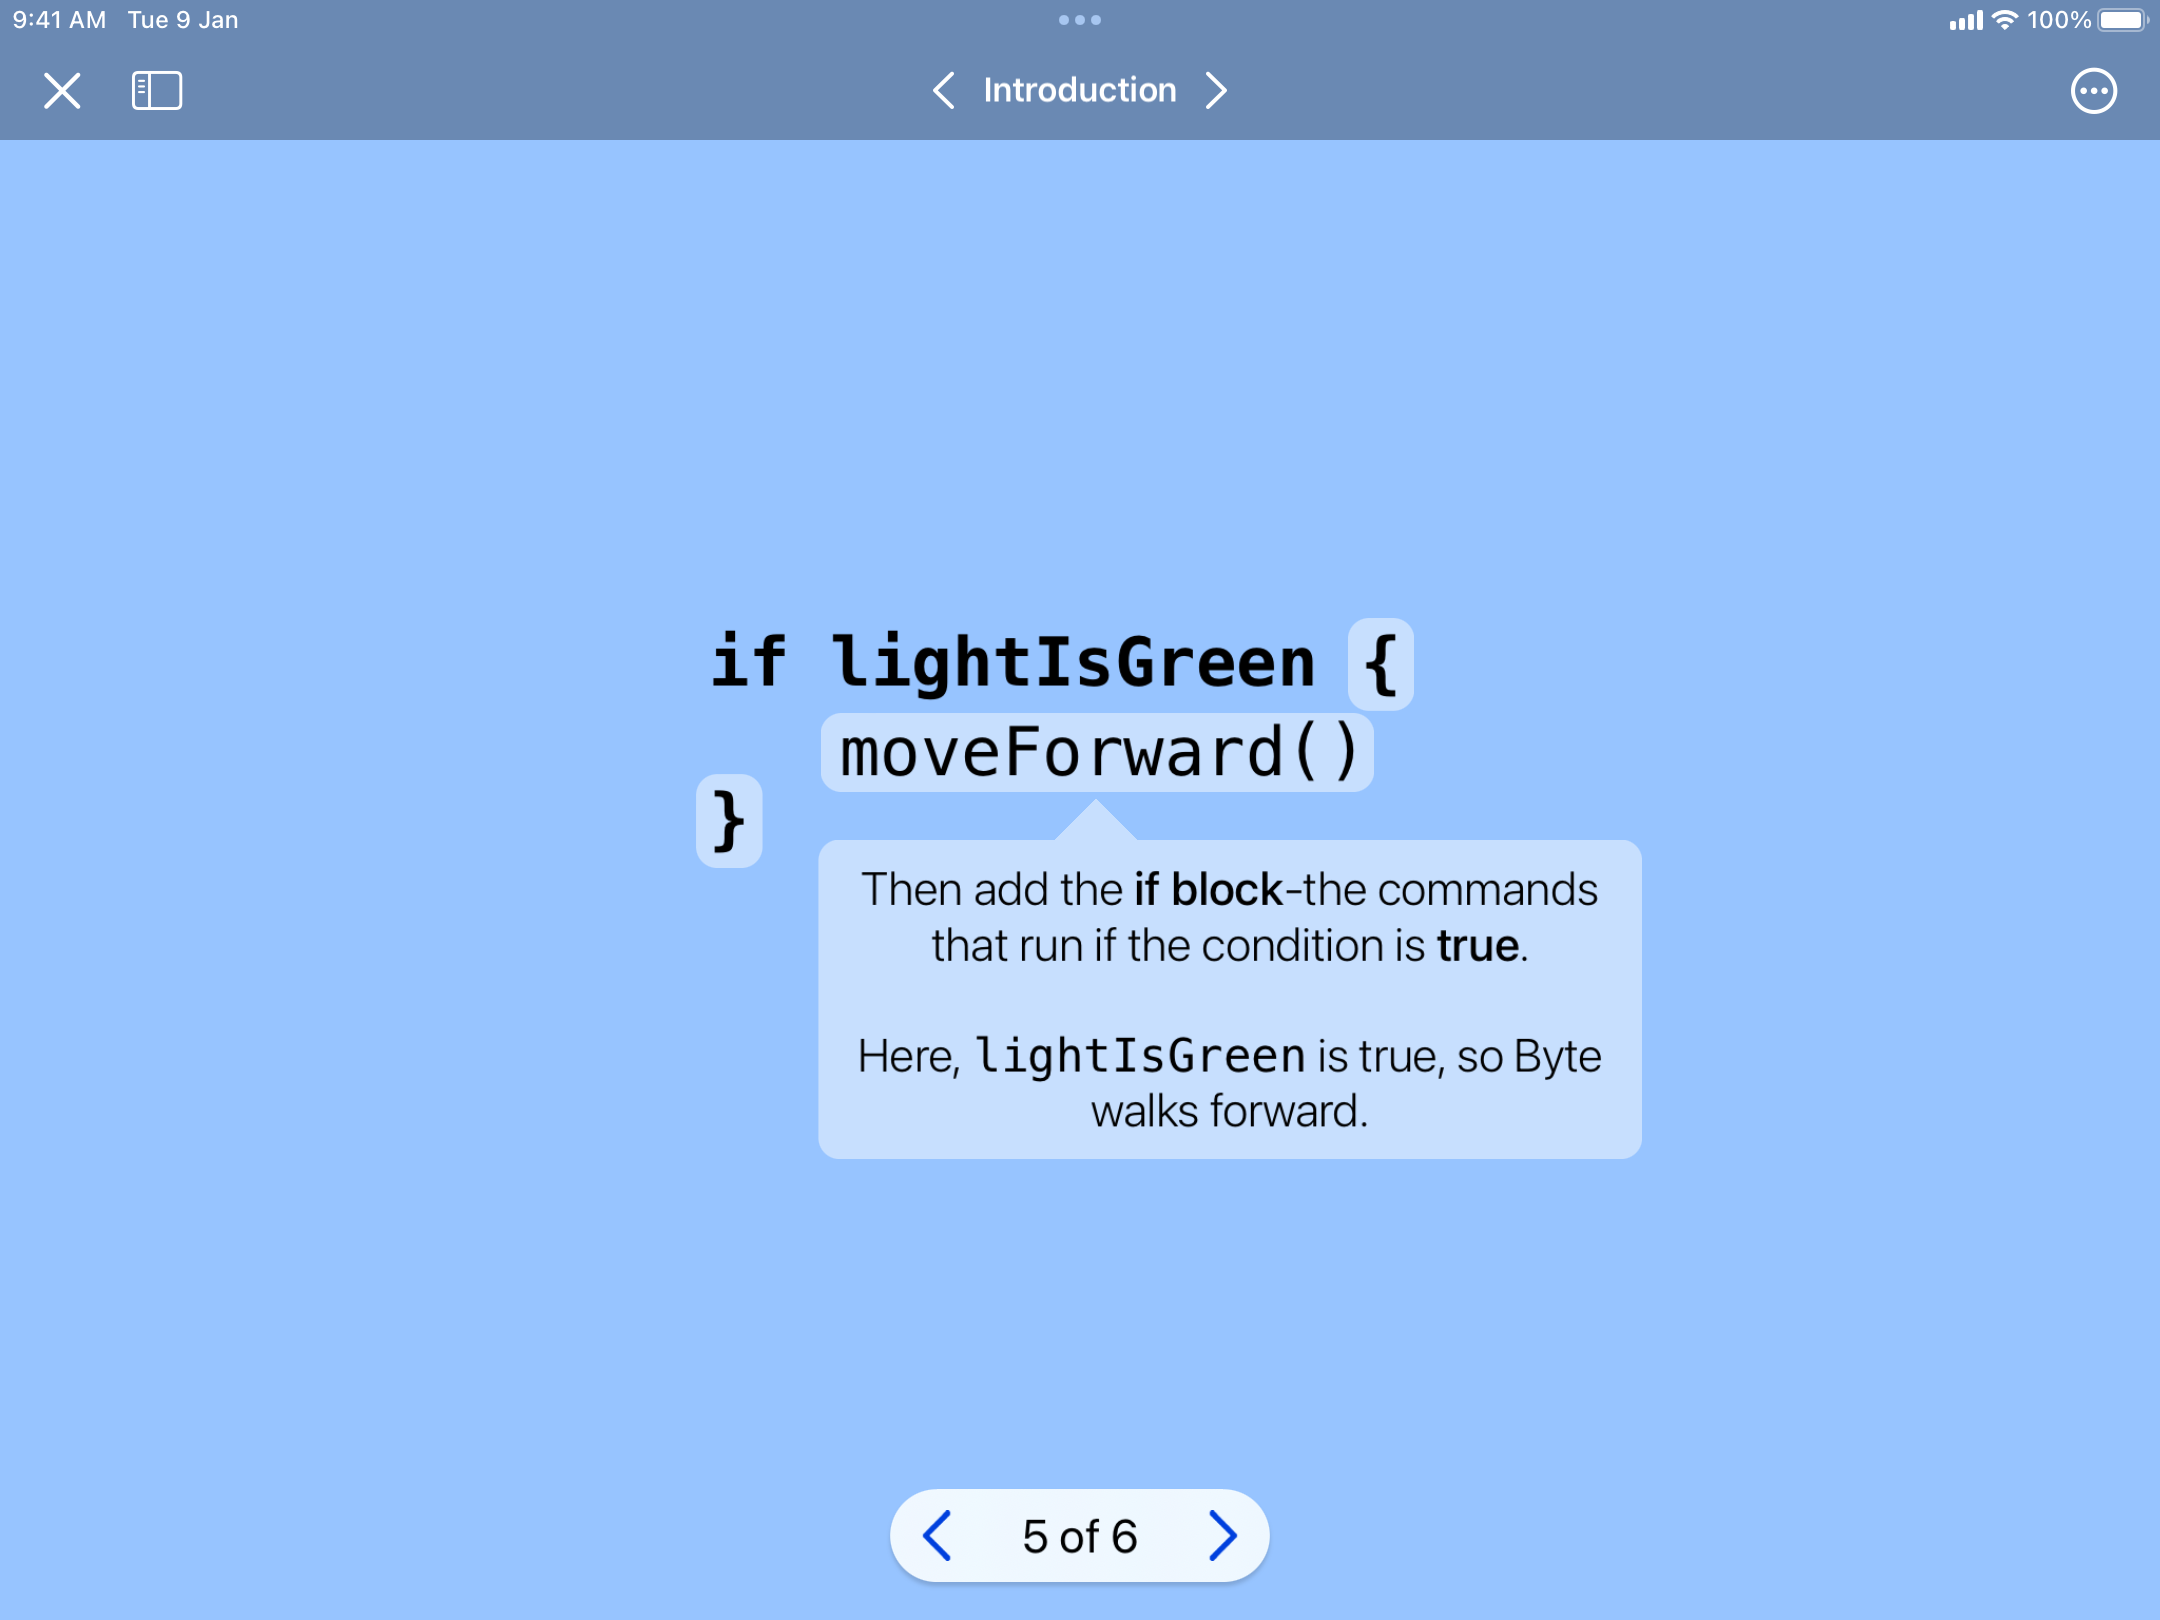 9:41 AM Tue 9 Jan 100%
Introduction
if lightIsGreen {
moveForward()
}
Then add the if block-the commands
that run if the condition is true.
Here, lightIsGreen is true, so Byte
walks forward.
5 of 6